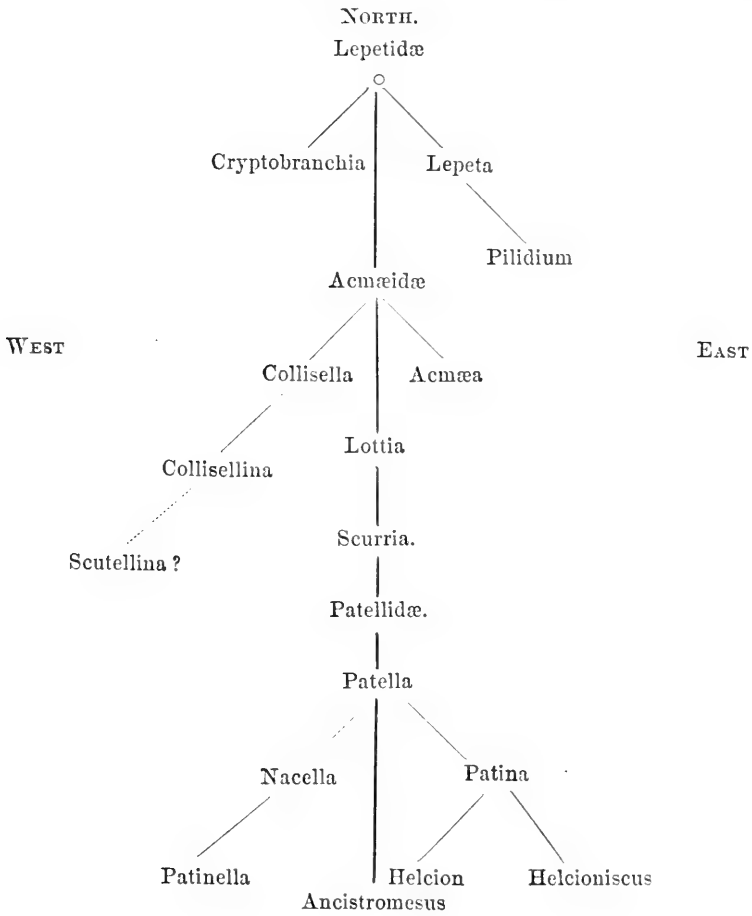 NORTH.
Lepetidæ
Cryptobranchia Lepeta
Pilidium
Acmæidæ
WEST EAST
Collisella Acmæa
Lottia
Collisellina
Scurria.
Scutellina ?
Patellidæ.
Patella
Nacella Patina
Patinella Helcion Helcioniscus
Ancistromesus